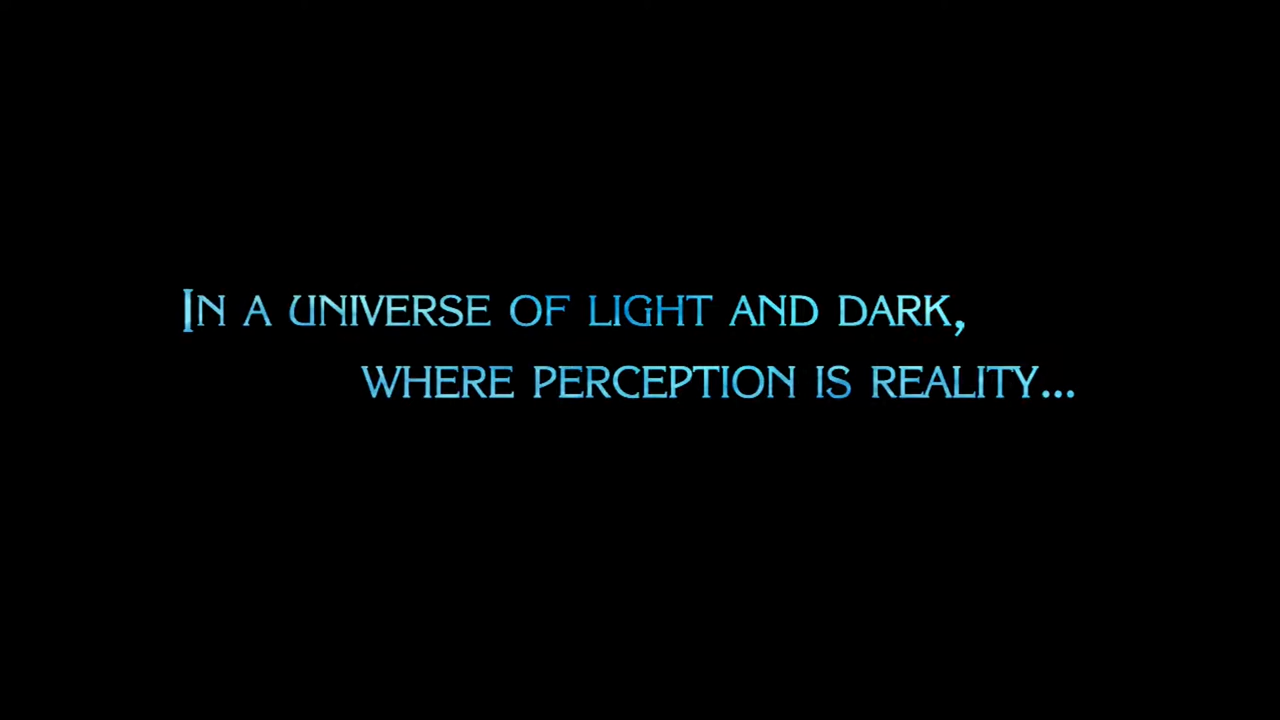 In a universe of light and dark,
where perception is reality...